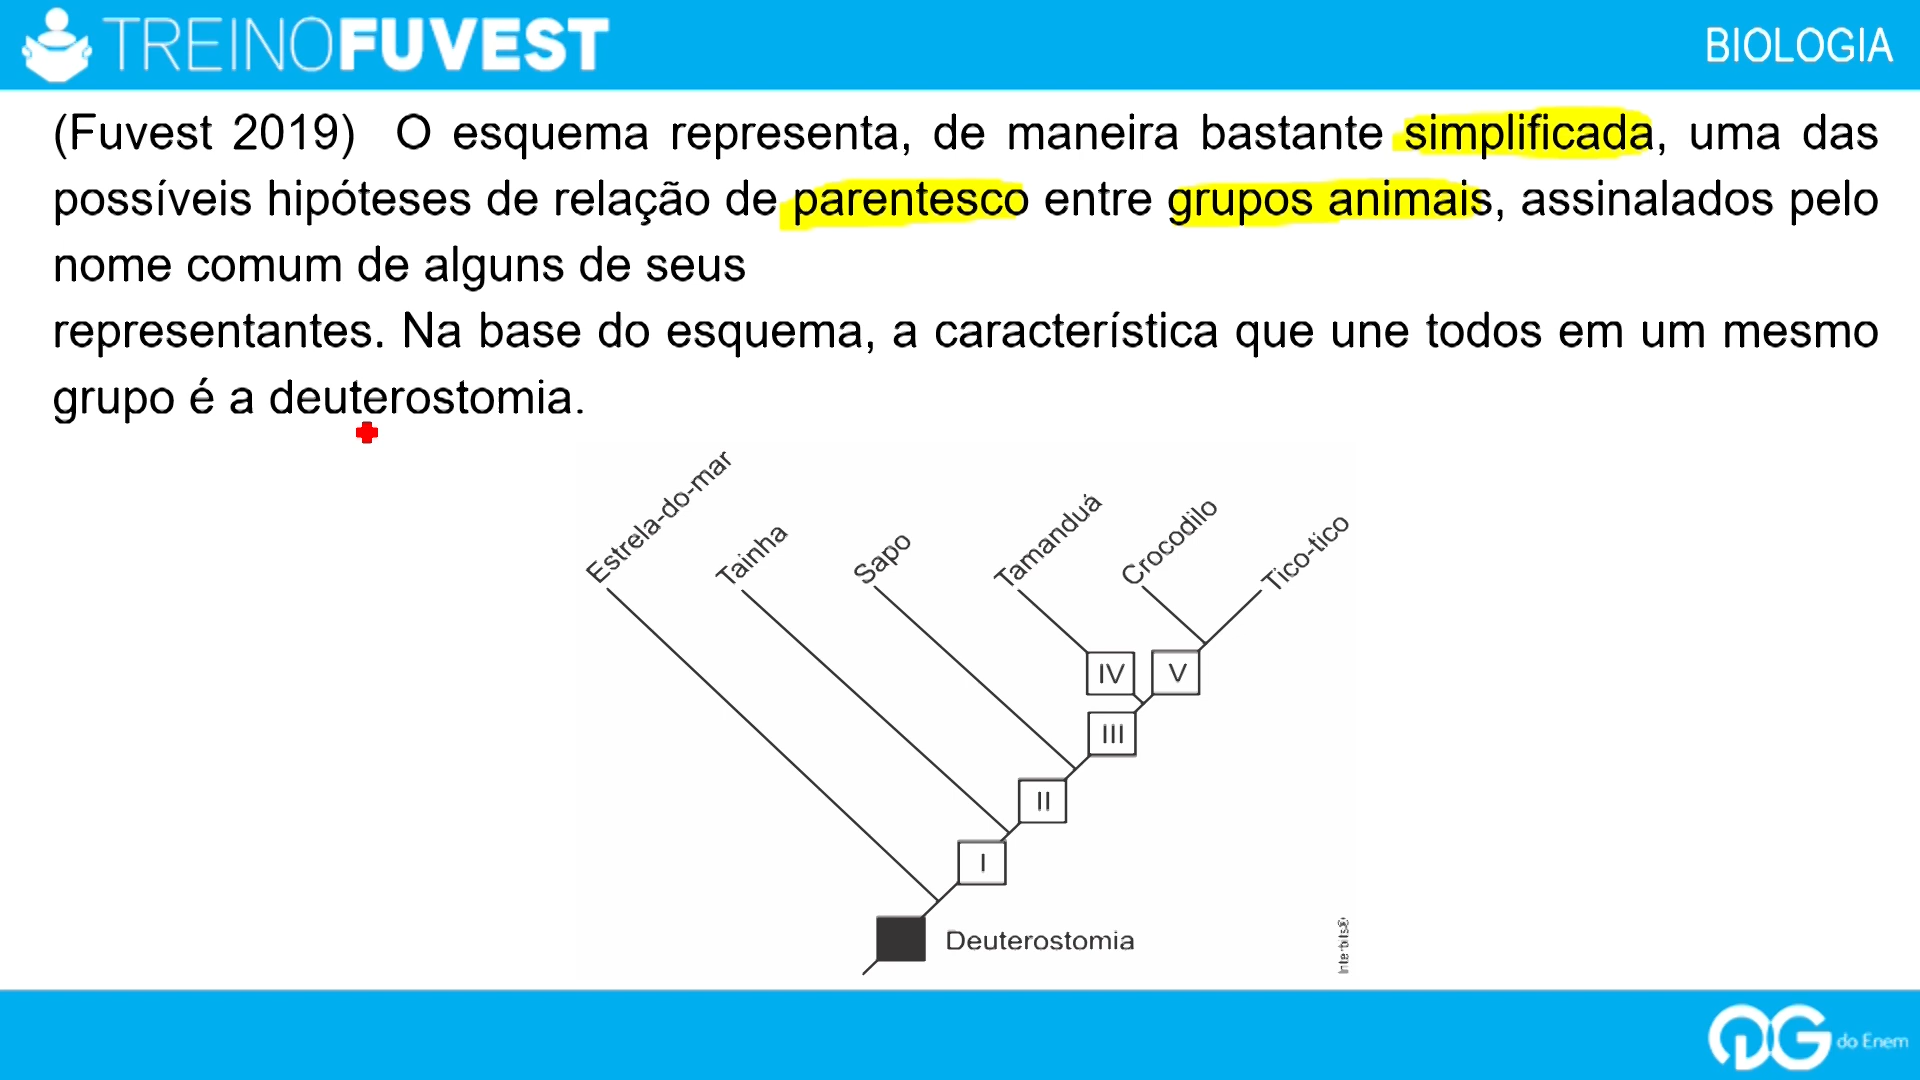 TREINOFUVEST
BIOLOGIA
(Fuvest 2019) O esquema representa, de maneira bastante simplificada, uma das
possíveis hipóteses de relação de parentesco entre grupos animais, assinalados pelo
nome comum de alguns de seus
representantes. Na base do esquema, a característica que une todos em um mesmo
grupo é a deuterostomia.
Estrela-do-mar
Tainha
Sapo
Tamanduá
Crocodilo
Tico-tico
IV
V
III
II
I
Deuterostomia
Interbits®
QG do Enem